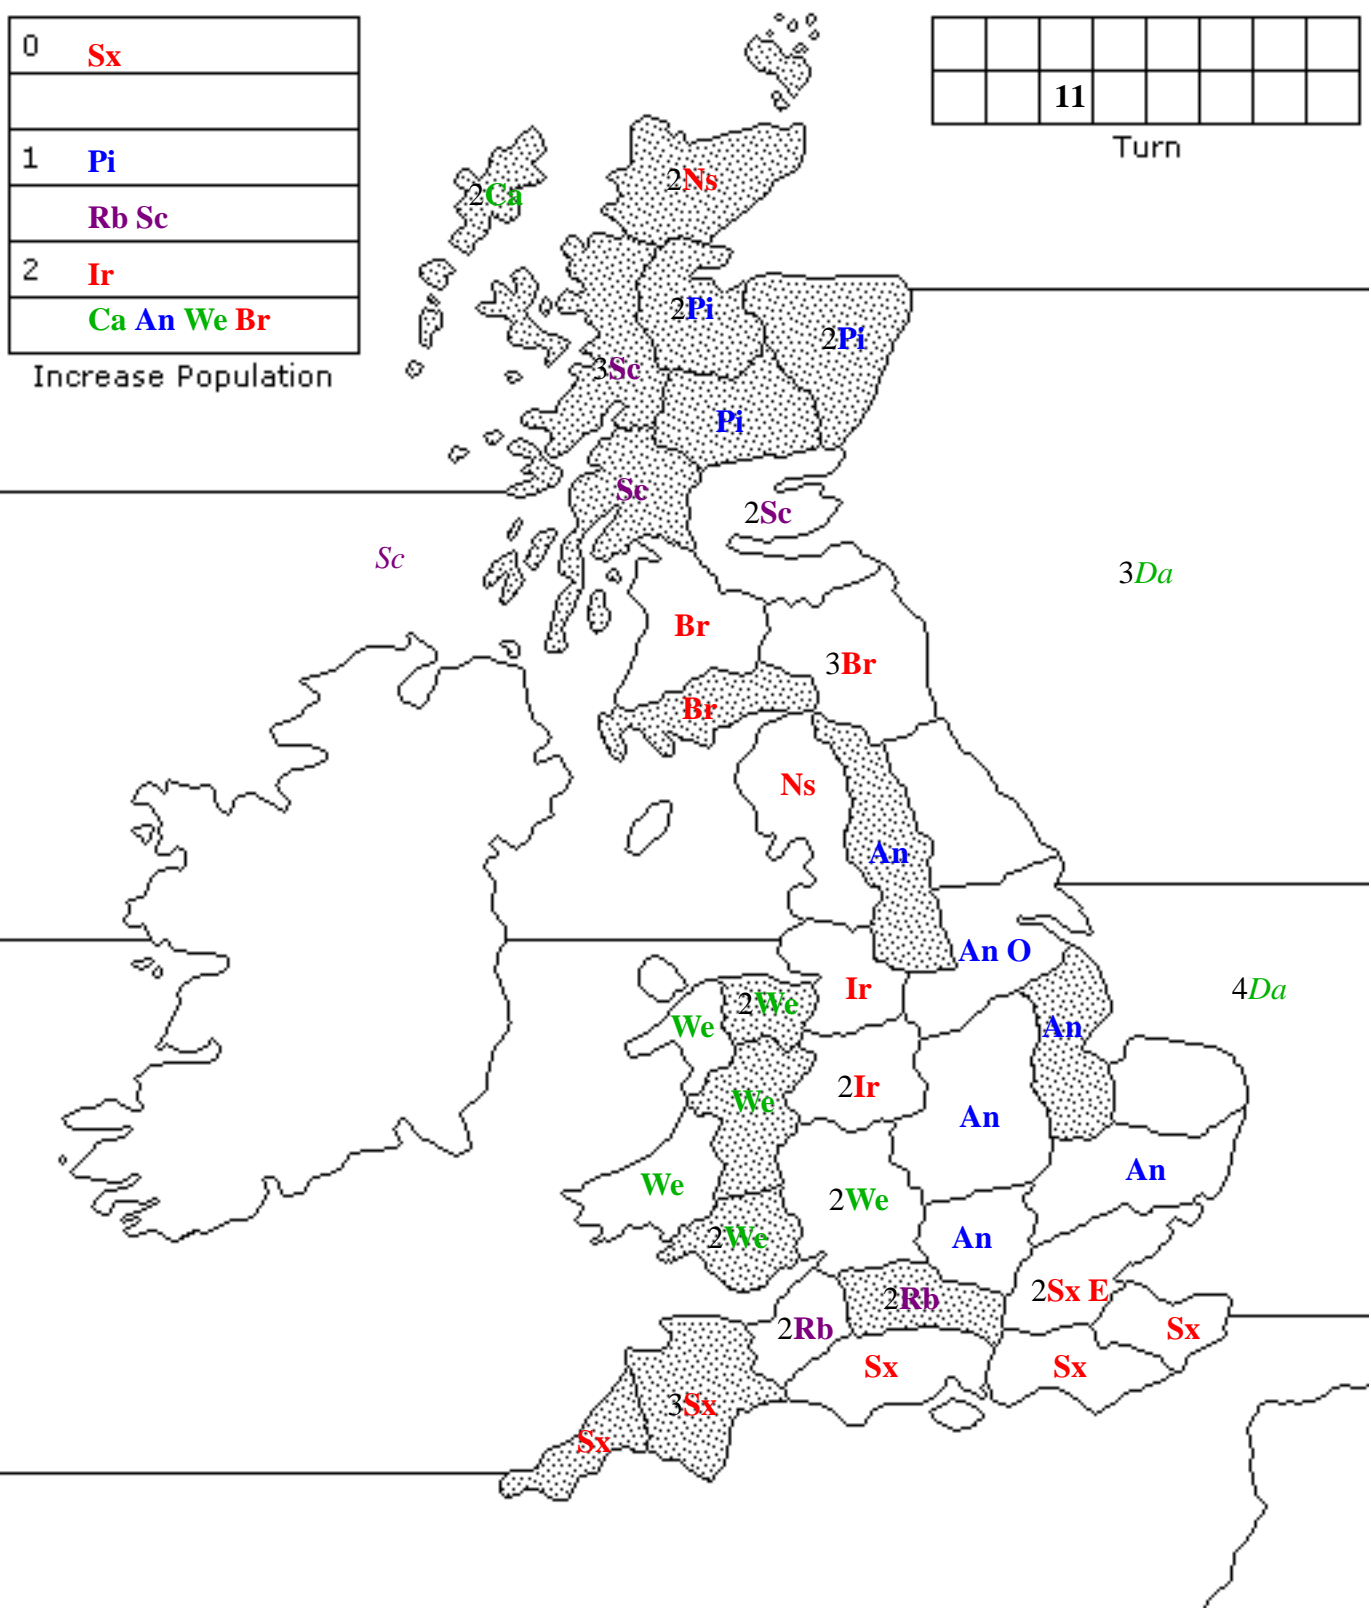 0 Sx
1 Pi
Rb Sc
2 Ir
Ca An We Br
Increase Population
11
Turn
2Ns
2Ca
2Pi
2Pi
3Sc
Pi
Sc
2Sc
Sc
3Da
Br
3Br
Br
Ns
An
An O
Ir
4Da
2We
We
An
2Ir
We
An
An
We
2We
2We
An
2Sx E
2Rb
2Rb
Sx
Sx
Sx
3Sx
Sx